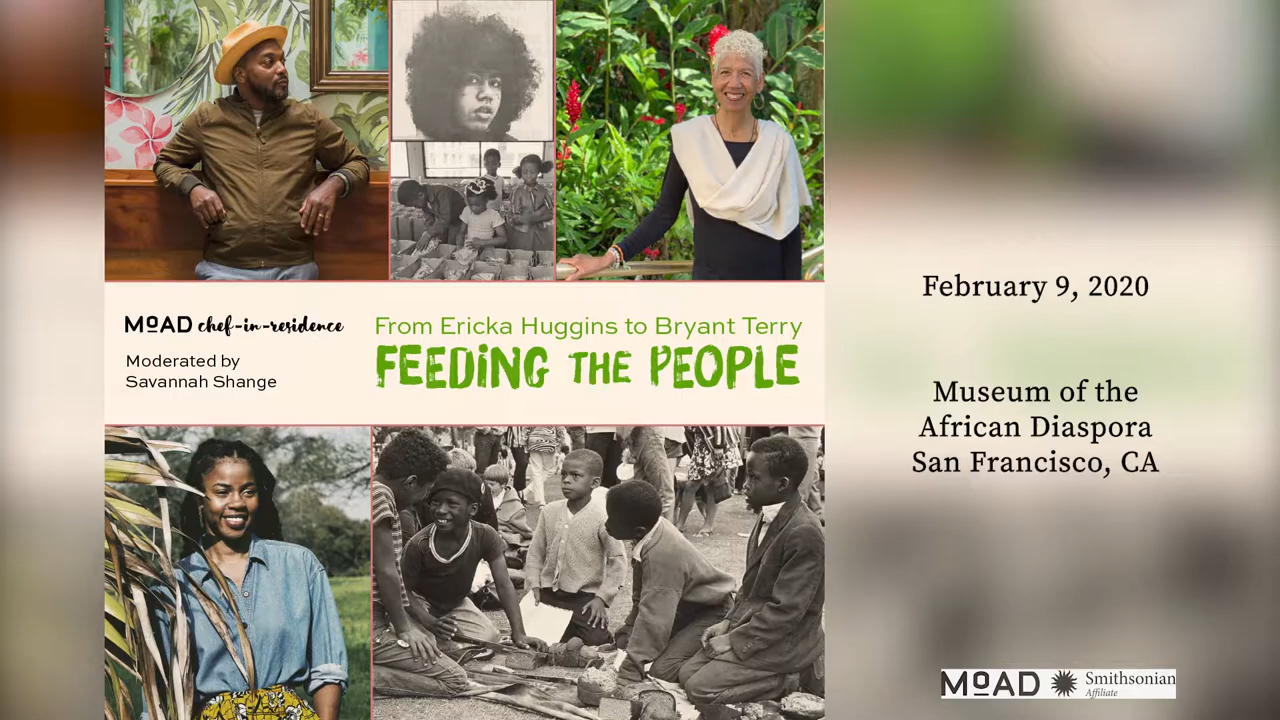 MOAD chef-in-residence
Moderated by
Savannah Shange
From Ericka Huggins to Bryant Terry
FEEDING THE PEOPLE
February 9, 2020
Museum of the
African Diaspora
San Francisco, CA
MOAD Smithsonian
Affiliate